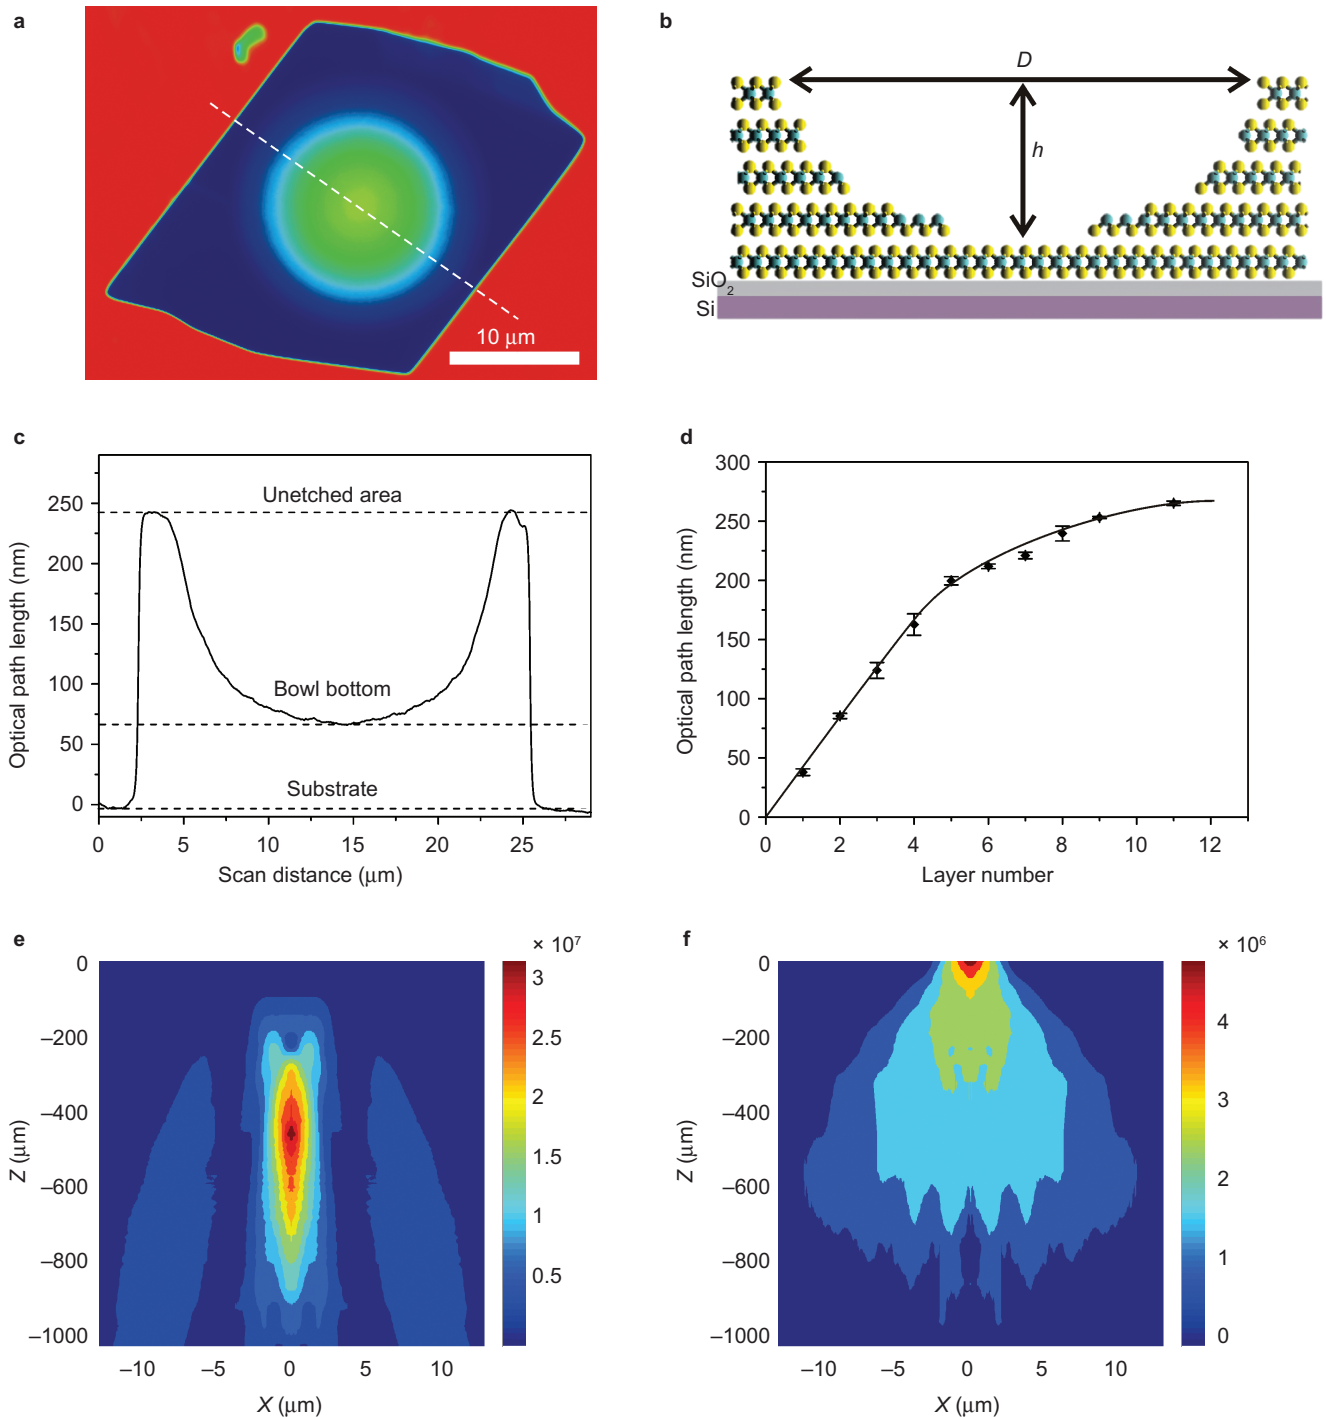 a
10 μm
b
D
h
SiO2
Si
c
Optical path length (nm)
250
200
150
100
50
0
Unetched area
Bowl bottom
Substrate
0 5 10 15 20 25
Scan distance (μm)
d
Optical path length (nm)
300
250
200
150
100
50
0
0 2 4 6 8 10 12
Layer number
e
× 10⁷
Z (μm)
0
–200
–400
–600
–800
–1000
3
2.5
2
1.5
1
0.5
–10 –5 0 5 10
X (μm)
f
× 10⁶
Z (μm)
0
–200
–400
–600
–800
–1000
4
3
2
1
0
–10 –5 0 5 10
X (μm)